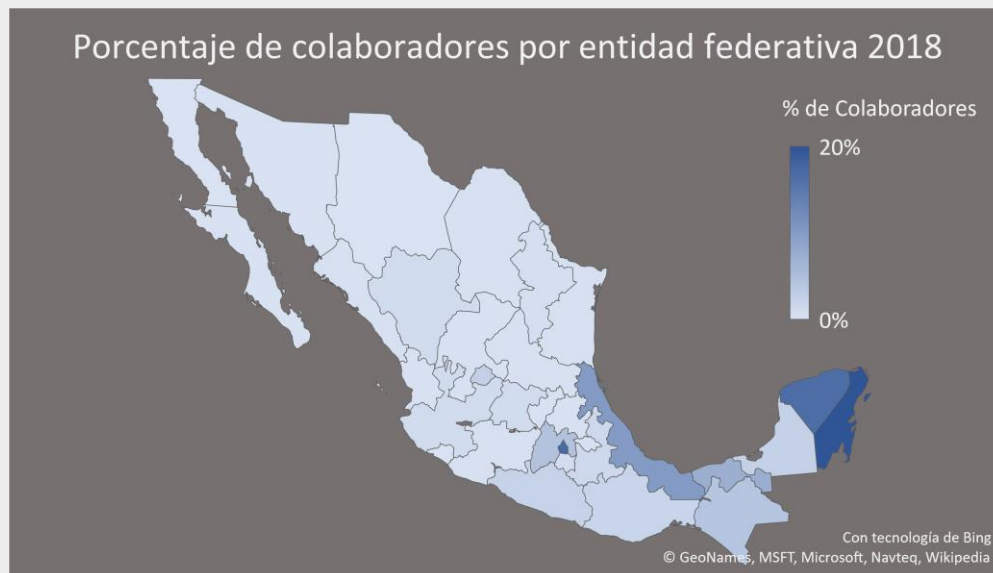 Porcentaje de colaboradores por entidad federativa 2018
% de Colaboradores
20%
0%
Con tecnología de Bing
© GeoNames, MSFT, Microsoft, Navteq, Wikipedia